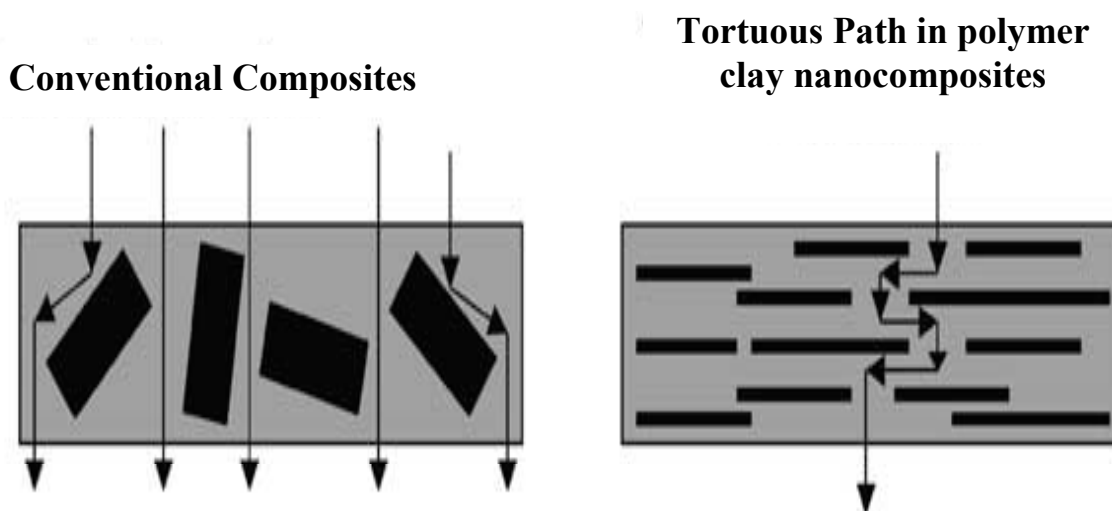 Conventional Composites
Tortuous Path in polymer
clay nanocomposites